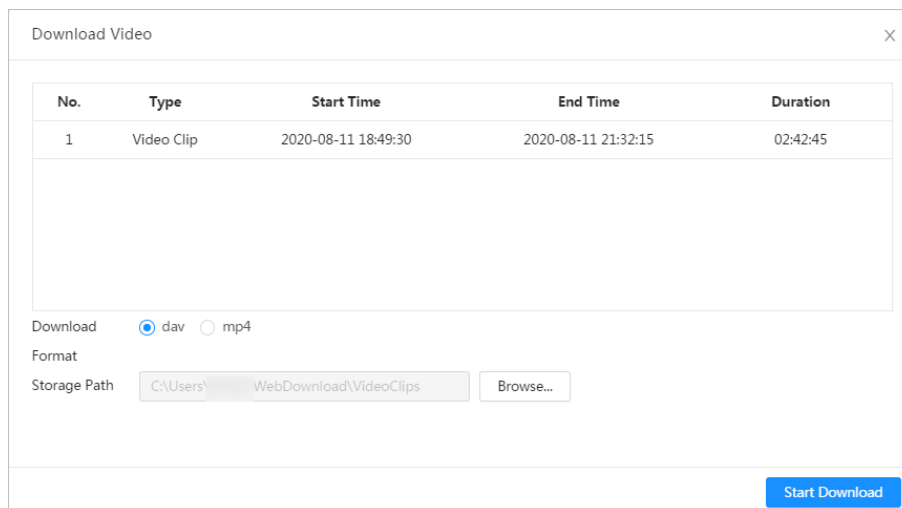 Download Video
No. Type Start Time End Time Duration
1 Video Clip 2020-08-11 18:49:30 2020-08-11 21:32:15 02:42:45
Download dav mp4
Format
Storage Path C:\Users\ WebDownload\VideoClips Browse...
Start Download